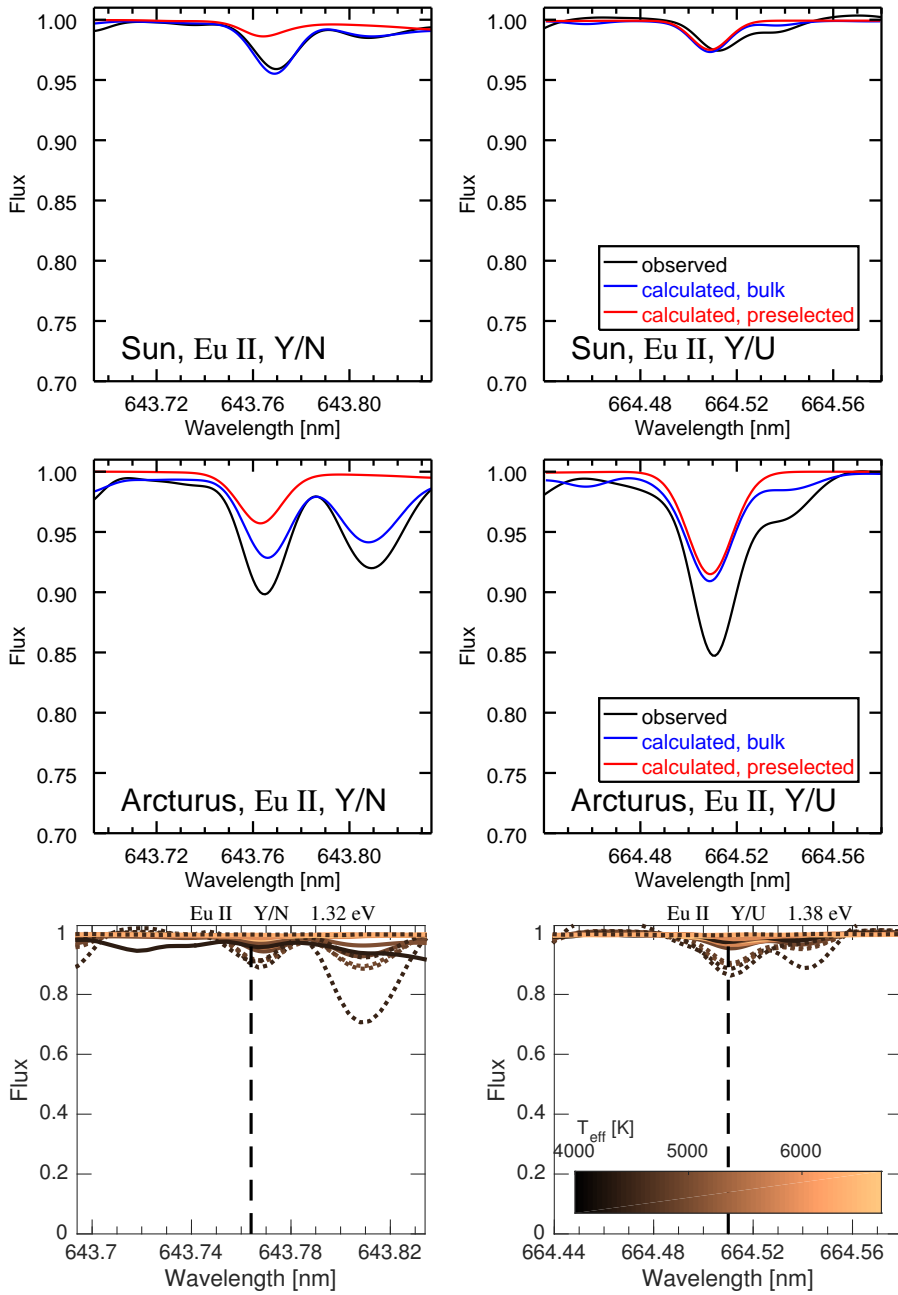 1.00
0.95
0.90
0.85
0.80
0.75
0.70
Flux
Sun, Eu II, Y/N
643.72 643.76 643.80
Wavelength [nm]
1.00
0.95
0.90
0.85
0.80
0.75
0.70
Flux
observed
calculated, bulk
calculated, preselected
Sun, Eu II, Y/U
664.48 664.52 664.56
Wavelength [nm]
1.00
0.95
0.90
0.85
0.80
0.75
0.70
Flux
Arcturus, Eu II, Y/N
643.72 643.76 643.80
Wavelength [nm]
1.00
0.95
0.90
0.85
0.80
0.75
0.70
Flux
observed
calculated, bulk
calculated, preselected
Arcturus, Eu II, Y/U
664.48 664.52 664.56
Wavelength [nm]
Eu II Y/N 1.32 eV
1
0.8
0.6
0.4
0.2
0
Flux
643.7 643.74 643.78 643.82
Wavelength [nm]
Eu II Y/U 1.38 eV
1
0.8
0.6
0.4
0.2
0
Flux
T_eff [K]
4000 5000 6000
664.44 664.48 664.52 664.56
Wavelength [nm]